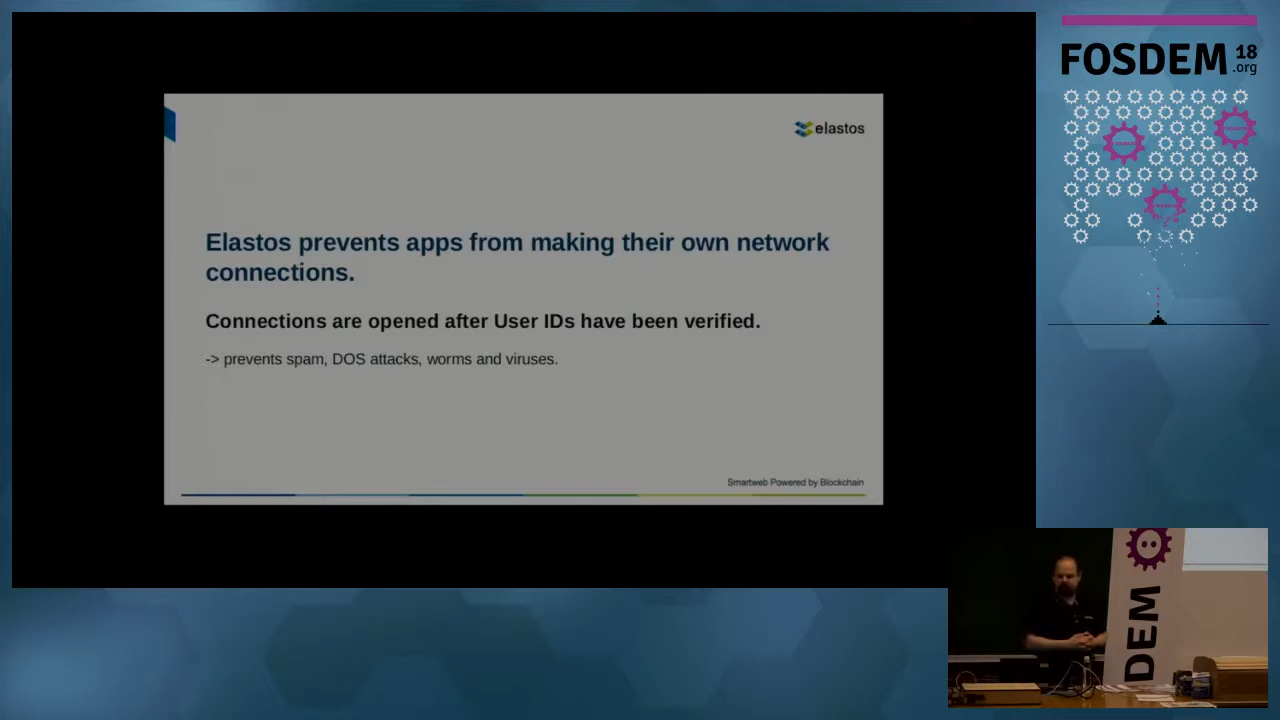 elastos
Elastos prevents apps from making their own network
connections.
Connections are opened after User IDs have been verified.
-> prevents spam, DOS attacks, worms and viruses.
Smartweb Powered by Blockchain
FOSDEM 18
.org
DEM